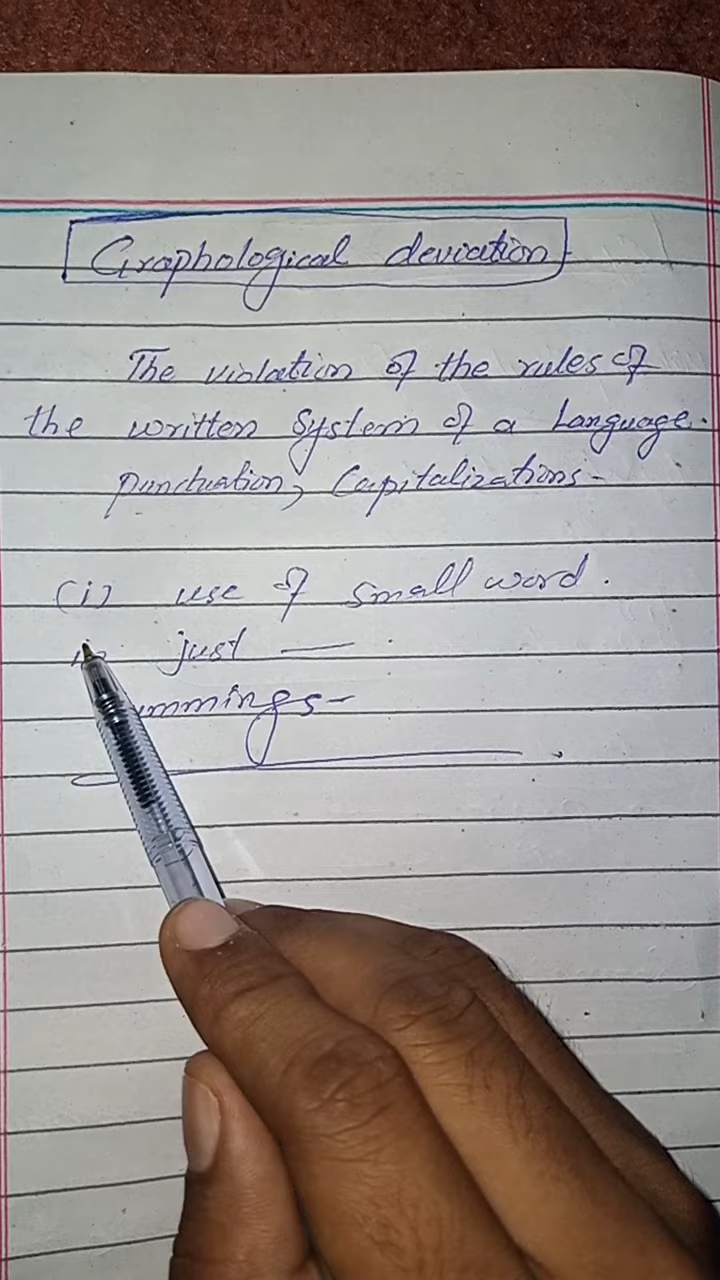 Graphological deviation
The violation of the rules of
the written System of a Language.
Punctuation, Capitalizations-
(i) use of small word.
just — .
ummings-